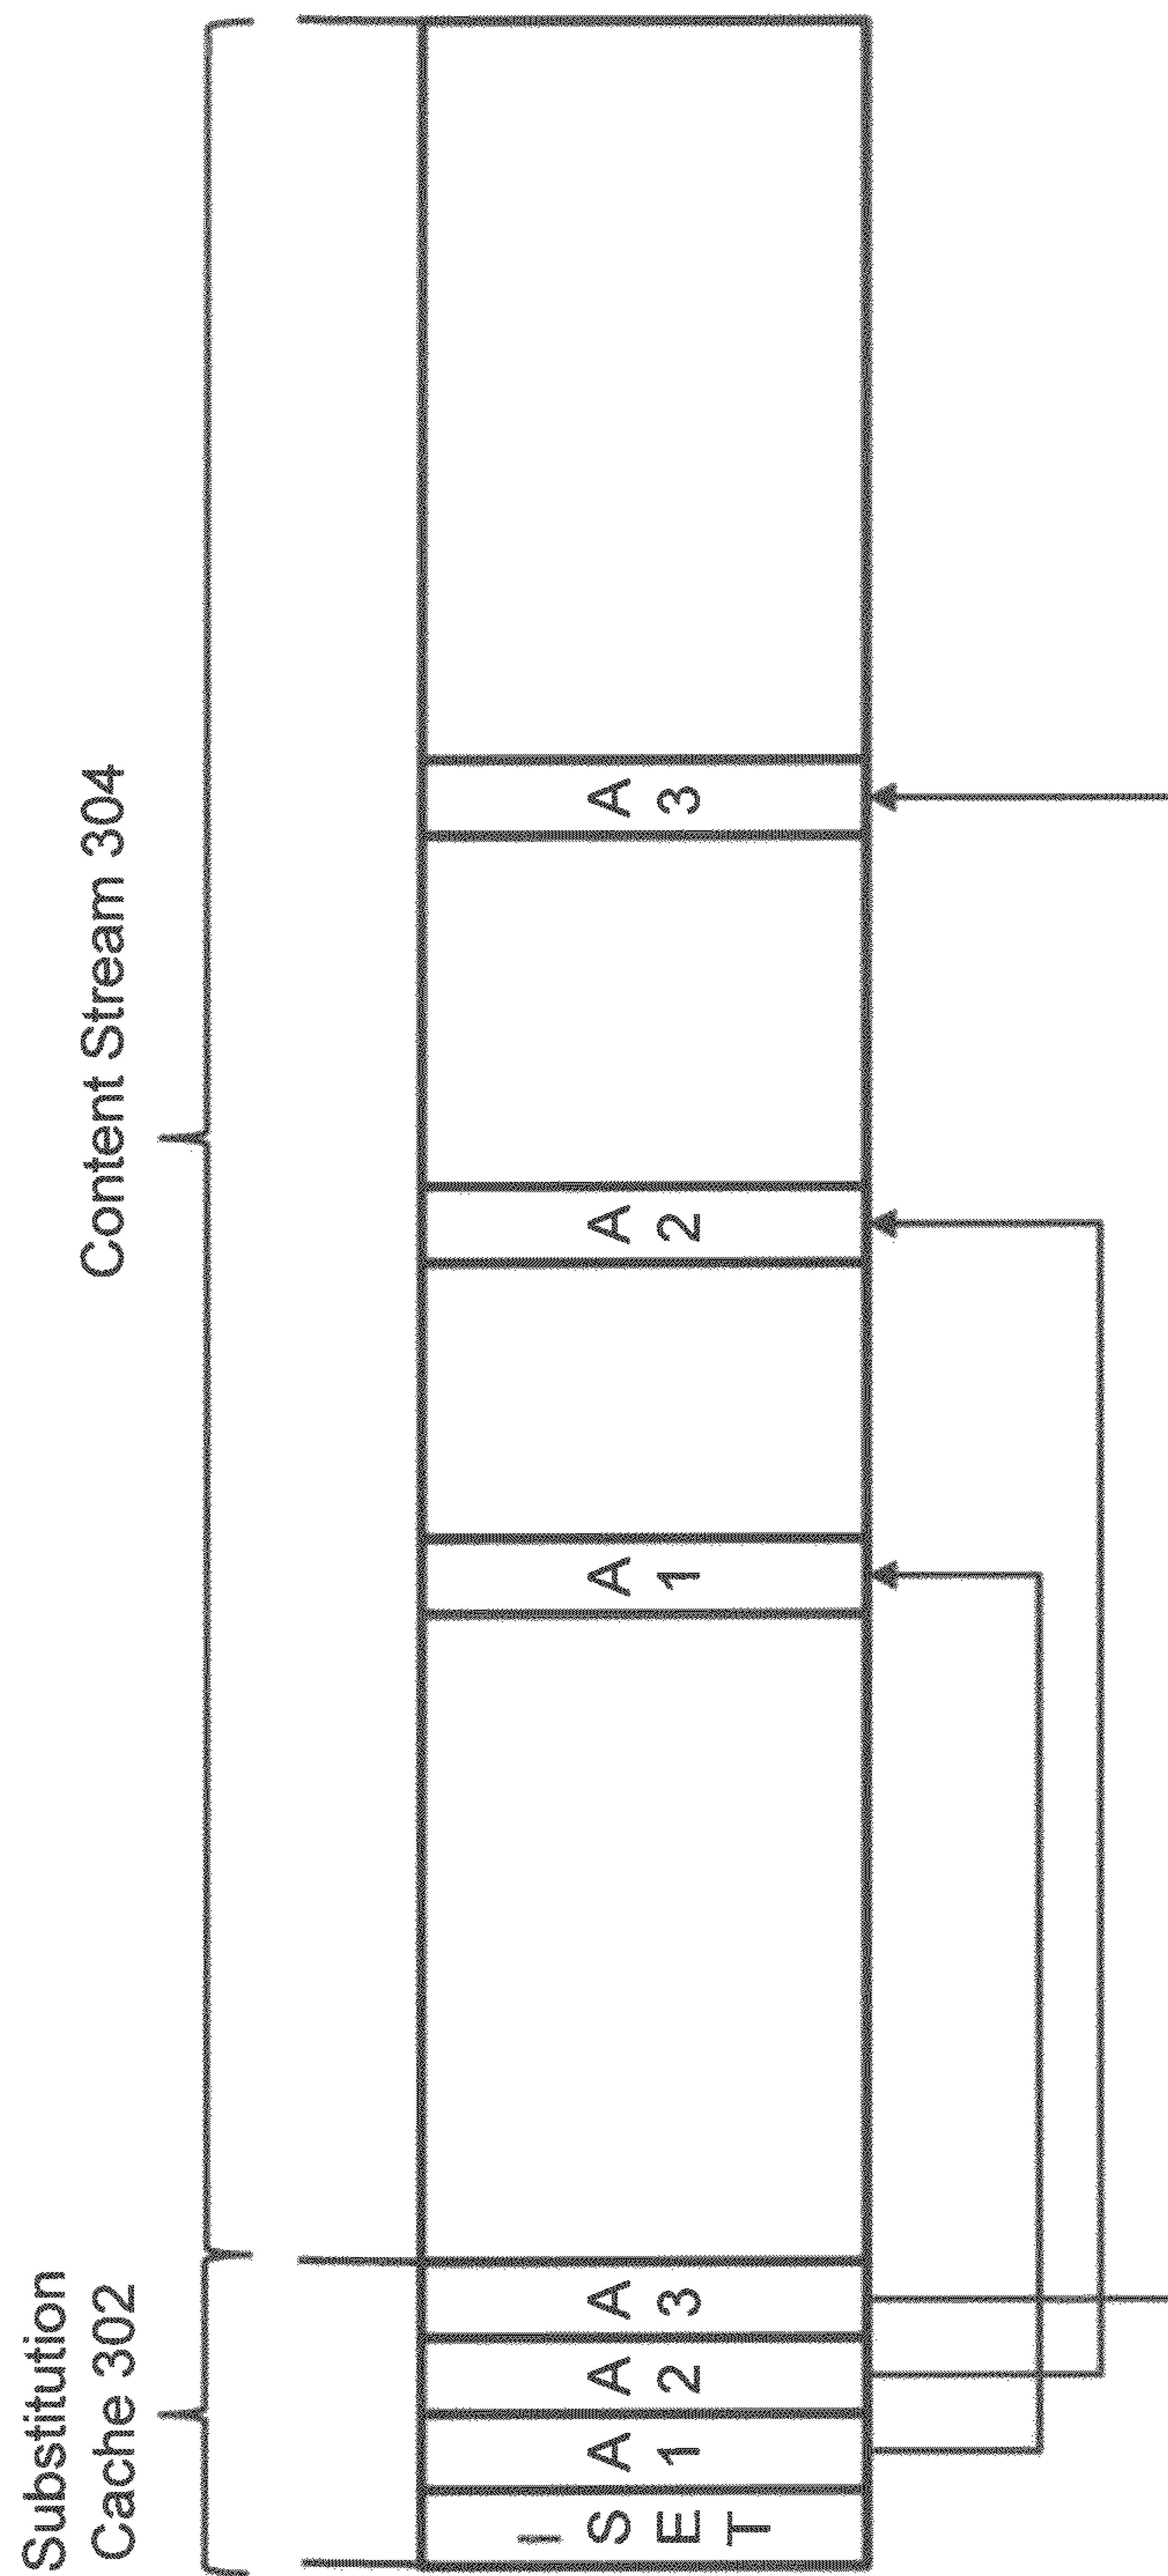 Substitution
Cache 302
Content Stream 304
I
S
E
T
A
1
A
2
A
3
A
1
A
2
A
3